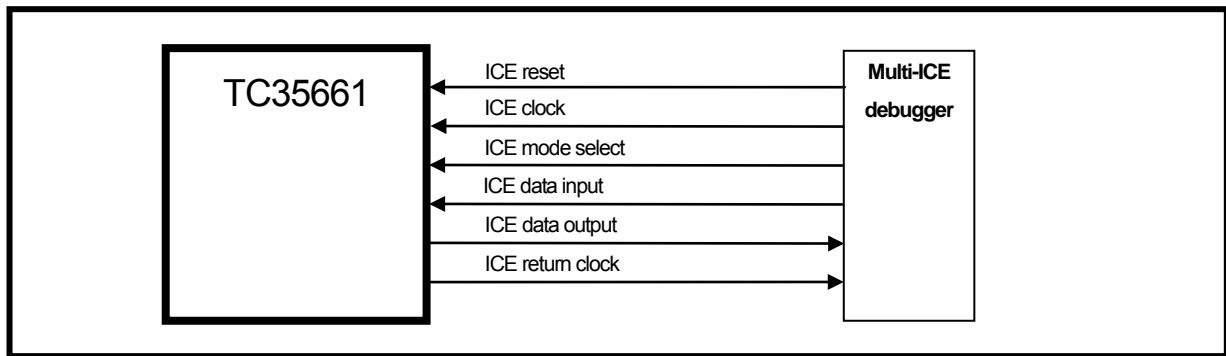 TC35661
ICE reset
ICE clock
ICE mode select
ICE data input
ICE data output
ICE return clock
Multi-ICE
debugger